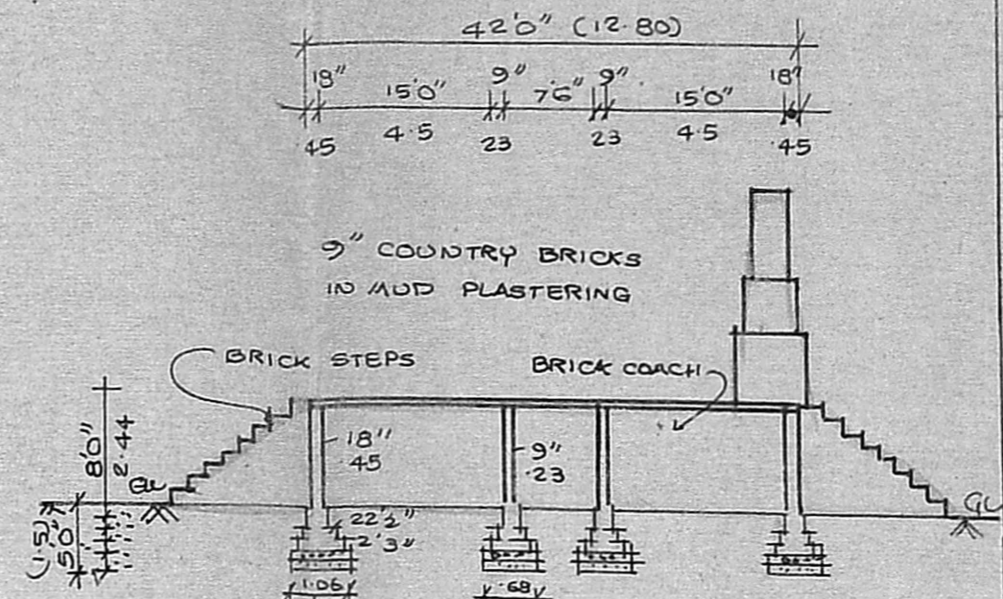 42'0" (12.80)
18" 15'0" 9" 7'6" 9" 15'0" 18"
.45 4.5 23 23 4.5 .45
9" COUNTRY BRICKS
IN MUD PLASTERING
BRICK STEPS
BRICK COACH
8'0"
2.44
18"
45
9"
.23
GL
GL
(1.5)
5'0"
22½"
2'3"
1.06
.68